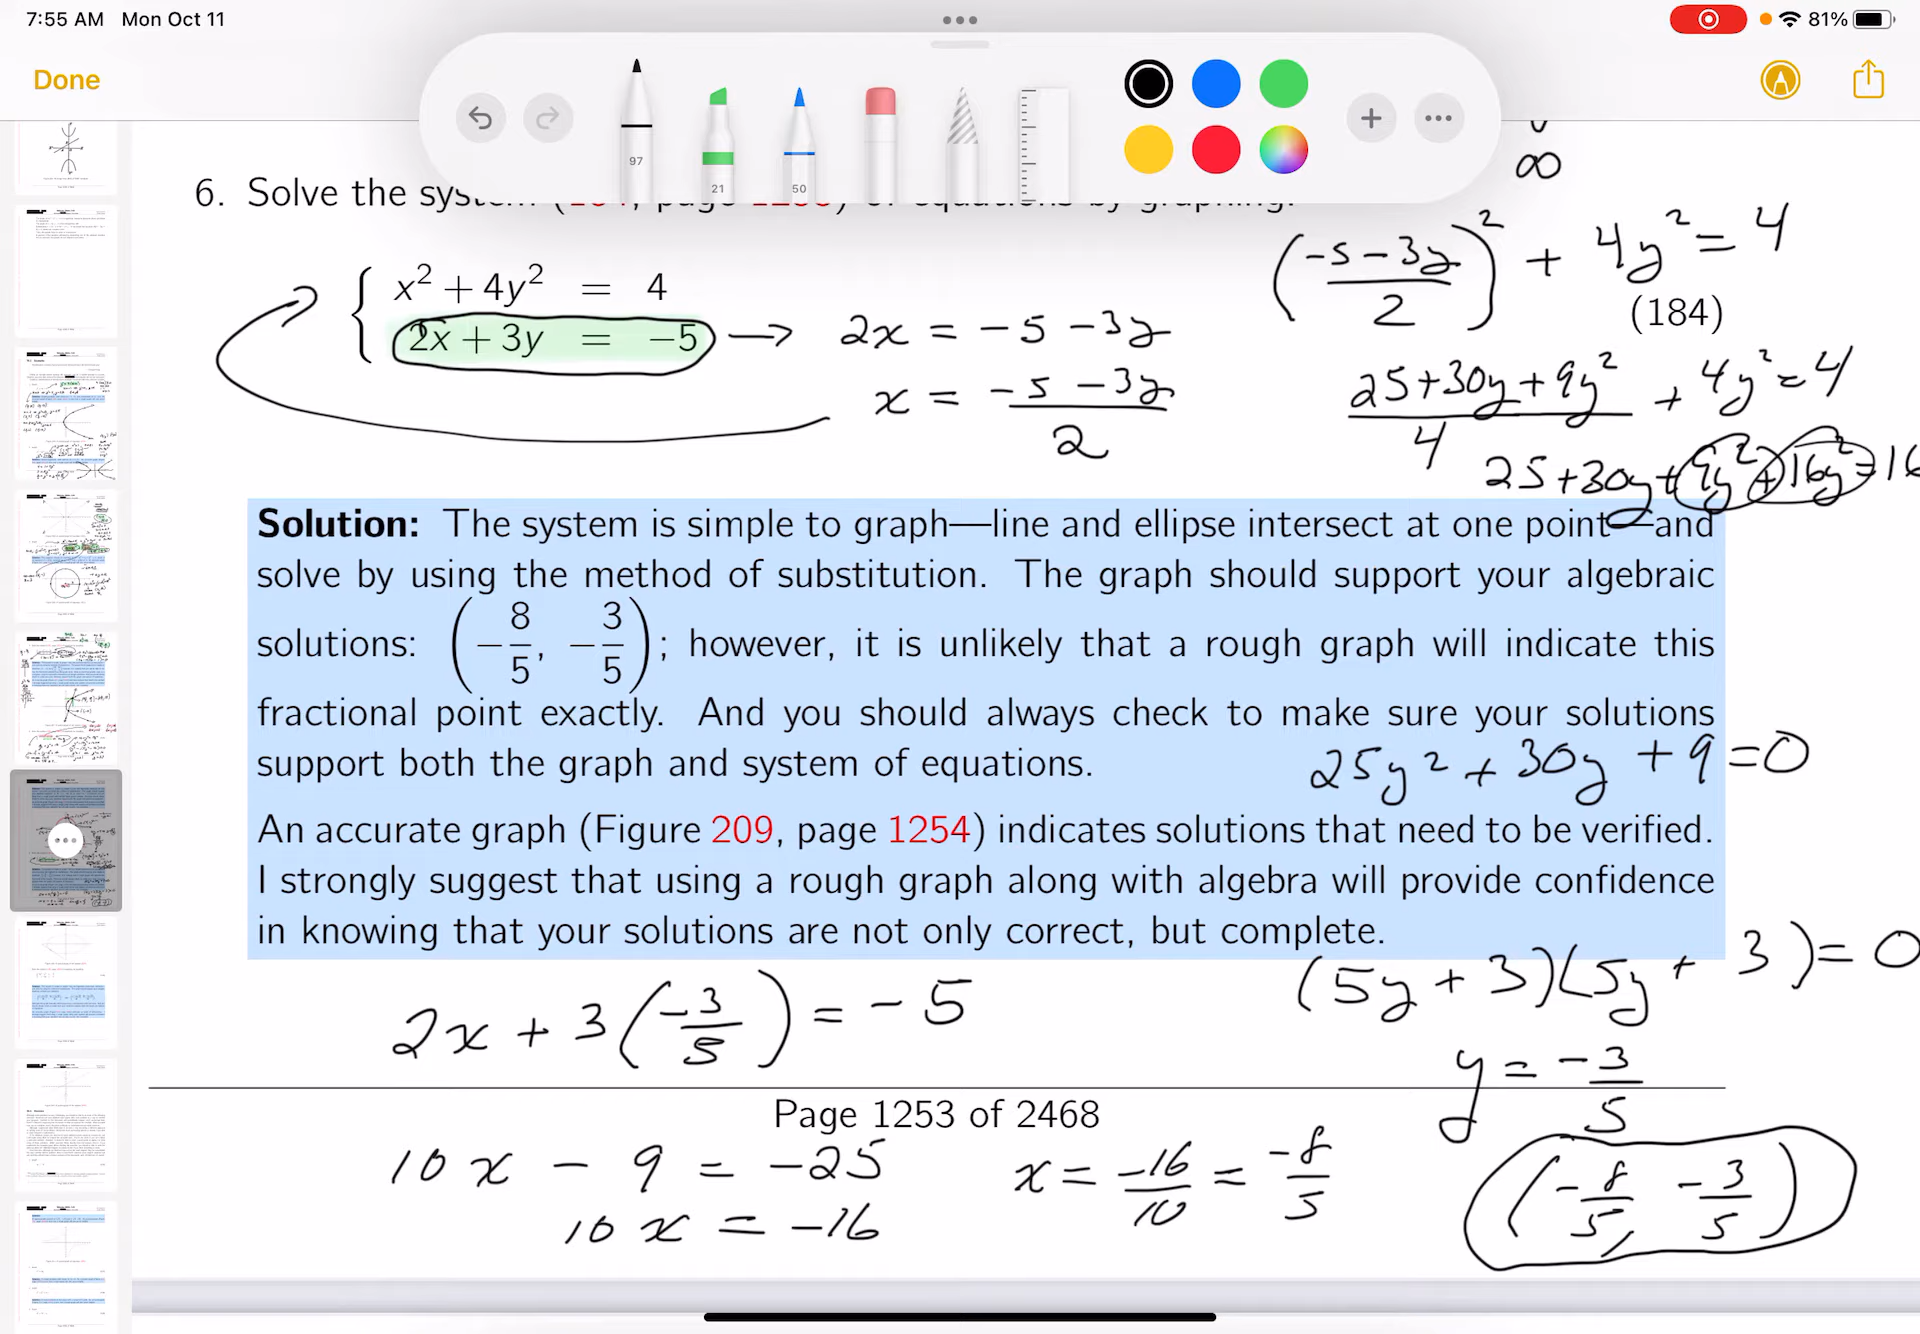 7:55 AM Mon Oct 11
81%
Done
97
21
50
∞
6. Solve the system
(-5-3y / 2)² + 4y² = 4
x² + 4y² = 4
(184)
2x + 3y = −5 → 2x = -5 -3y
25+30y+9y² / 4 + 4y² = 4
x = -5 -3y / 2
25+30y+9y²+16y²=16
Solution: The system is simple to graph—line and ellipse intersect at one point—and
solve by using the method of substitution. The graph should support your algebraic
solutions: (−8/5, −3/5); however, it is unlikely that a rough graph will indicate this
fractional point exactly. And you should always check to make sure your solutions
support both the graph and system of equations.
25y² + 30y + 9 = 0
An accurate graph (Figure 209, page 1254) indicates solutions that need to be verified.
I strongly suggest that using a rough graph along with algebra will provide confidence
in knowing that your solutions are not only correct, but complete.
(5y + 3)(5y + 3) = 0
2x + 3(-3/5) = -5
y = -3/5
Page 1253 of 2468
10x - 9 = -25
x = -16/10 = -8/5
10x = -16
(-8/5, -3/5)